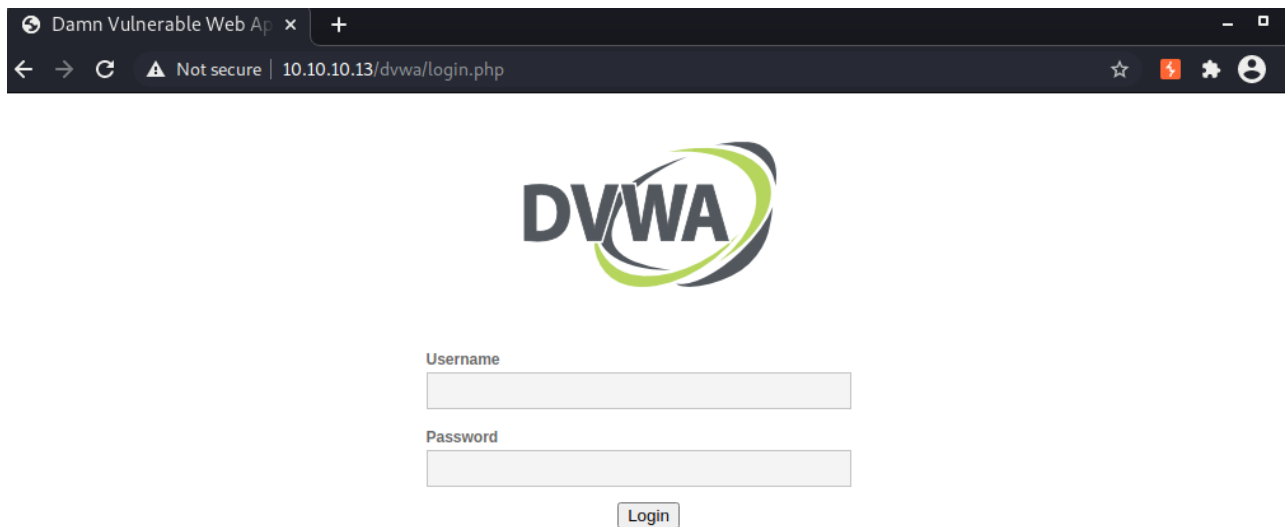 Damn Vulnerable Web Ap
Not secure | 10.10.10.13/dvwa/login.php
DVWA
Username
Password
Login